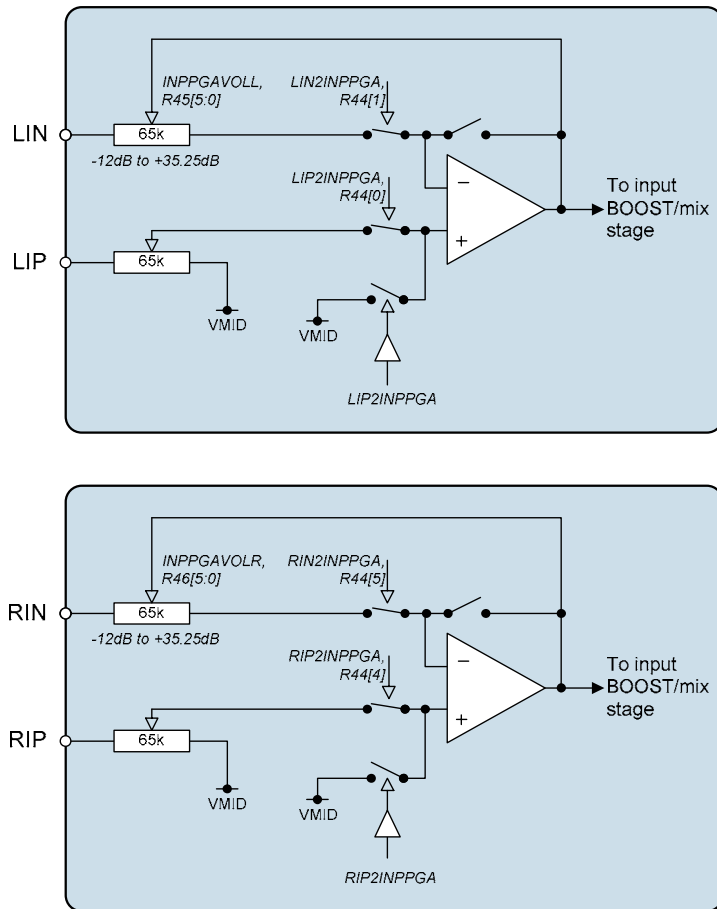 INPPGAVOLL,
R45[5:0]
LIN2INPPGA,
R44[1]
LIN
65k
-12dB to +35.25dB
LIP2INPPGA,
R44[0]
−
+
To input
BOOST/mix
stage
LIP
65k
VMID
VMID
LIP2INPPGA
INPPGAVOLR,
R46[5:0]
RIN2INPPGA,
R44[5]
RIN
65k
-12dB to +35.25dB
RIP2INPPGA,
R44[4]
−
+
To input
BOOST/mix
stage
RIP
65k
VMID
VMID
RIP2INPPGA